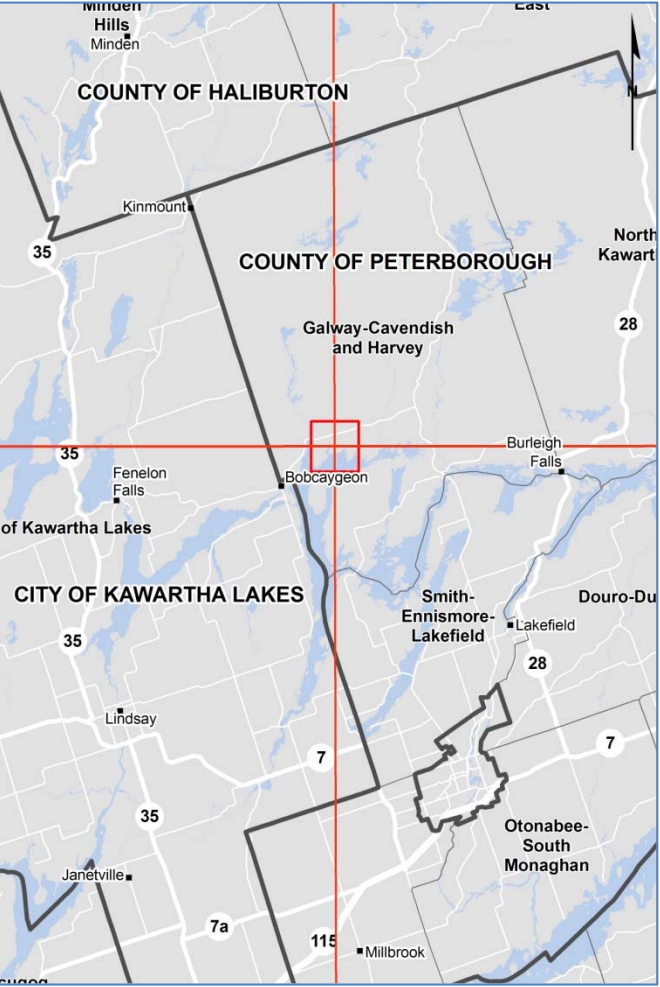 Minden
Hills
Minden
East
COUNTY OF HALIBURTON
N
Kinmount
35
North
Kawart
COUNTY OF PETERBOROUGH
Galway-Cavendish
and Harvey
28
35
Burleigh
Falls
Fenelon
Falls
Bobcaygeon
of Kawartha Lakes
CITY OF KAWARTHA LAKES
Smith-
Ennismore-
Lakefield
Douro-Du
Lakefield
35
28
Lindsay
7
7
35
Otonabee-
South
Monaghan
Janetville
7a
115
Millbrook
cugog